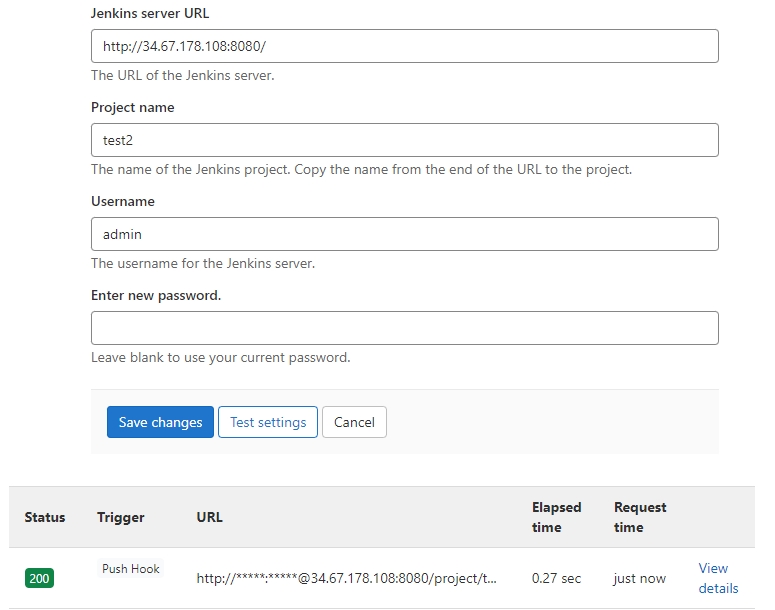 Jenkins server URL
http://34.67.178.108:8080/
The URL of the Jenkins server.
Project name
test2
The name of the Jenkins project. Copy the name from the end of the URL to the project.
Username
admin
The username for the Jenkins server.
Enter new password.
Leave blank to use your current password.
Save changes Test settings Cancel
Status Trigger URL Elapsed time Request time
200 Push Hook http://*****:*****@34.67.178.108:8080/project/t... 0.27 sec just now View details